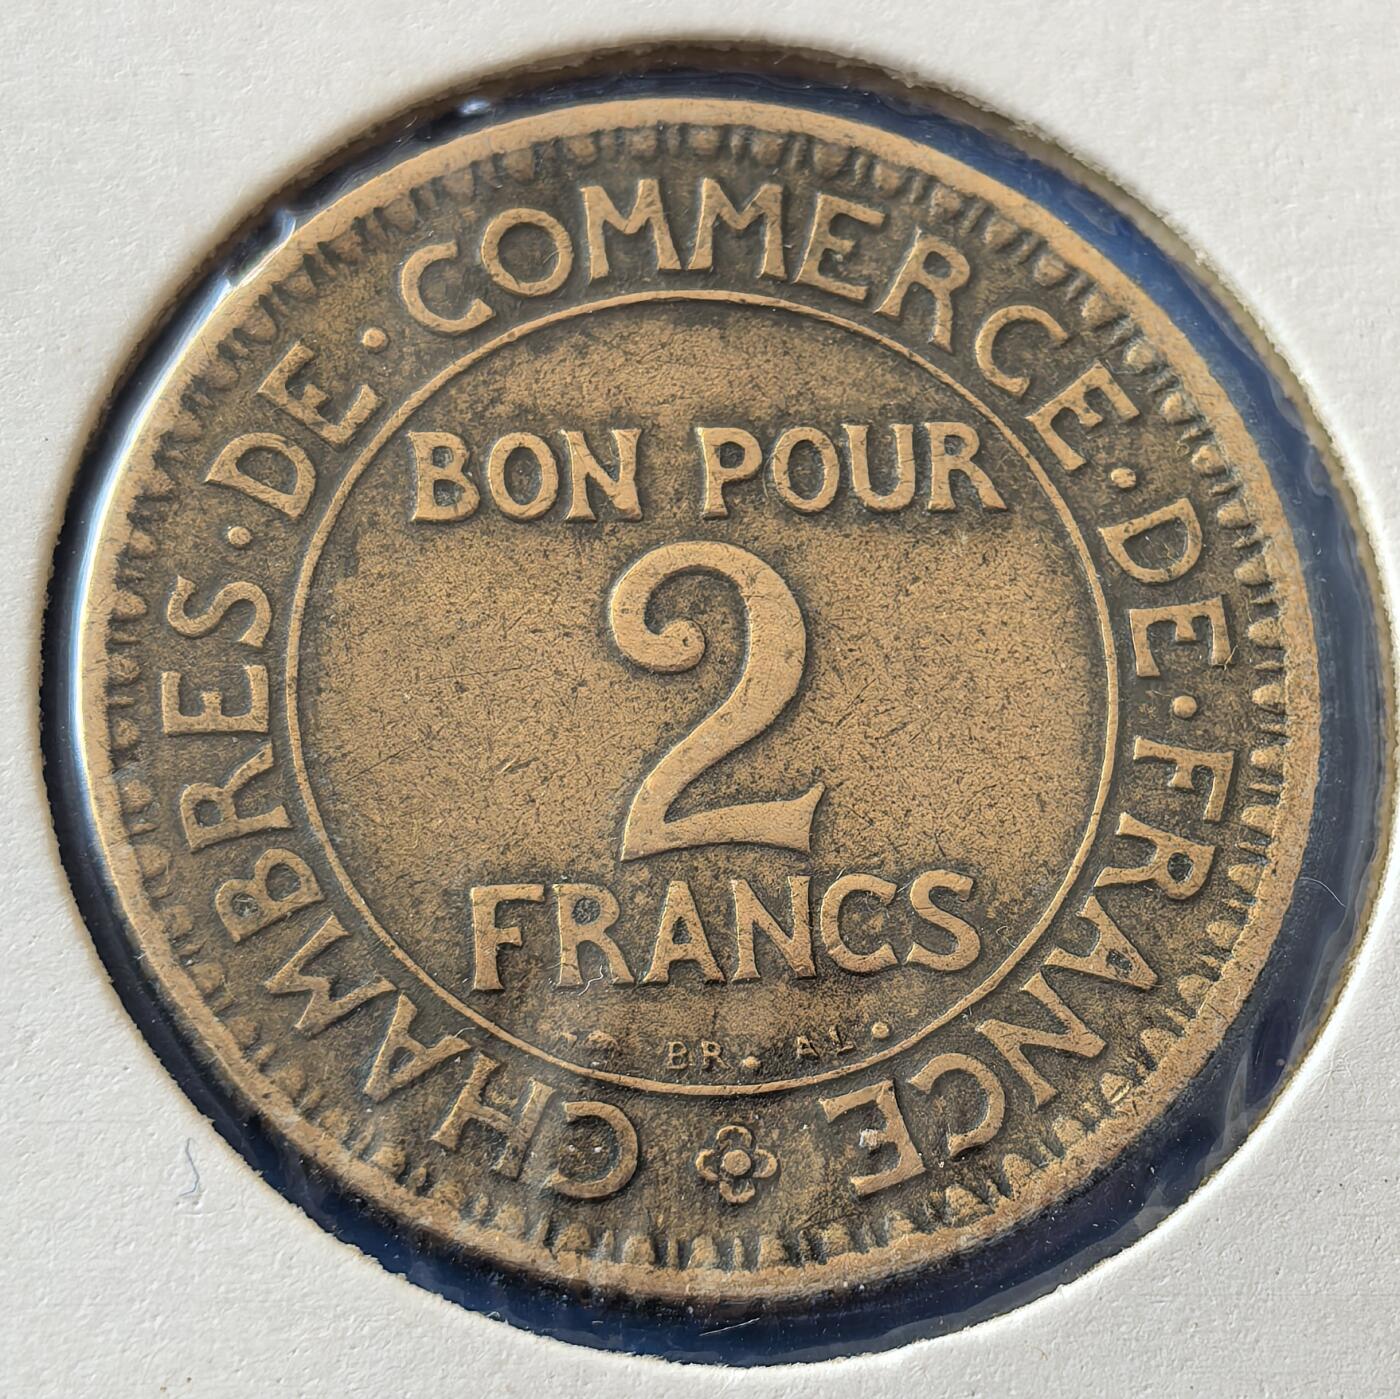 CHAMBRES·DE·COMMERCE·DE·FRANCE
BON POUR
2
FRANCS
BR. AL.